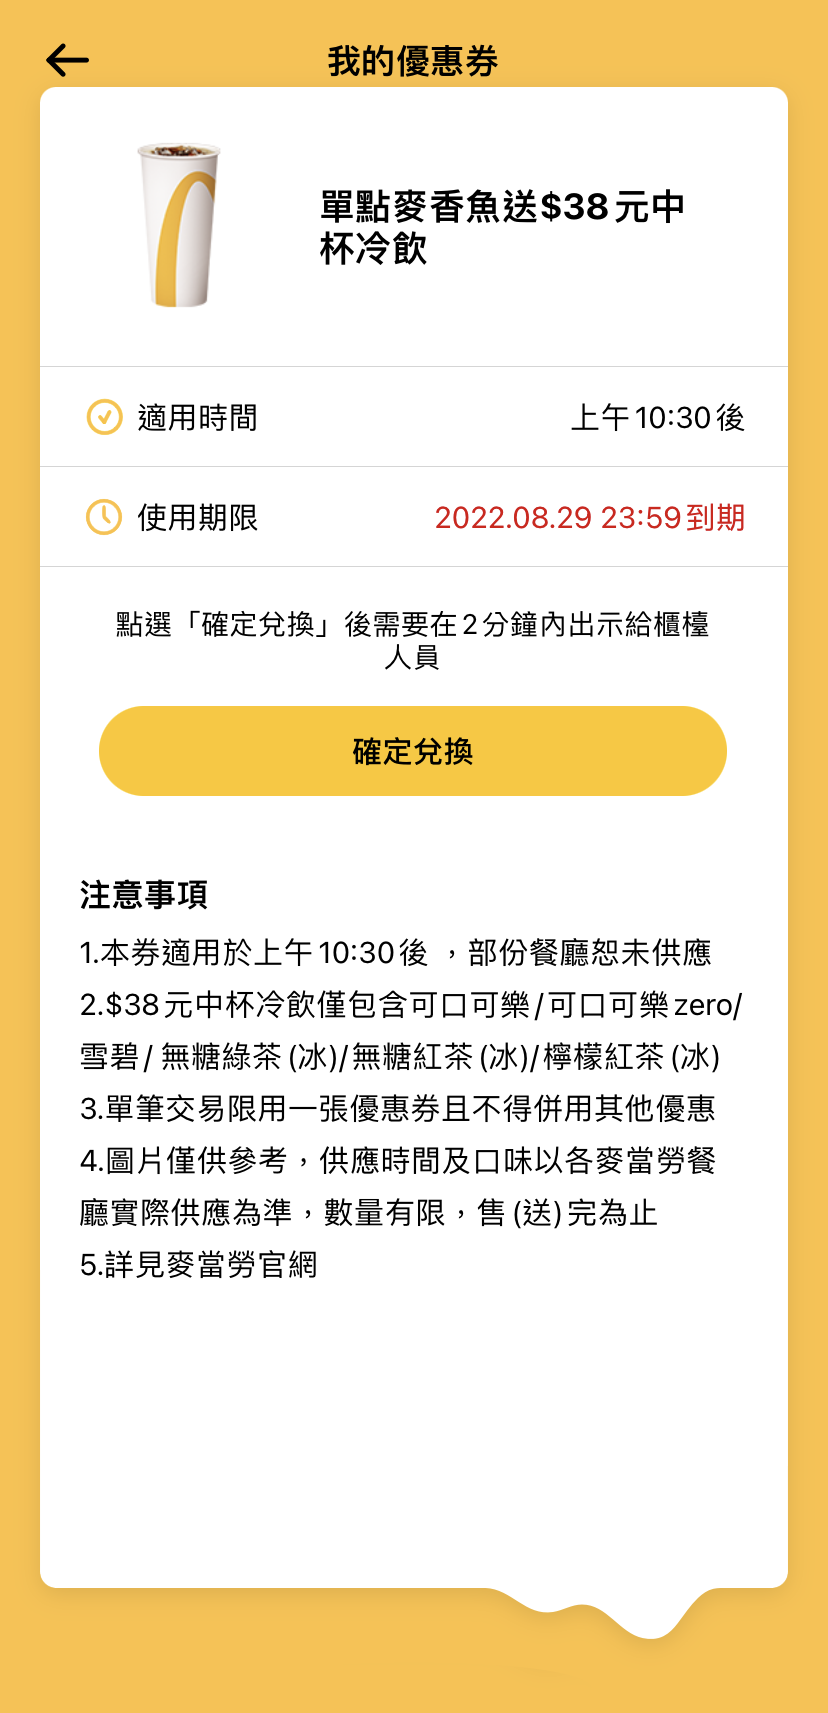 我的優惠券
單點麥香魚送$38元中
杯冷飲
適用時間
上午10:30後
使用期限
2022.08.29 23:59到期
點選「確定兌換」後需要在2分鐘內出示給櫃檯
人員
確定兌換
注意事項
1.本券適用於上午10:30後 ，部份餐廳恕未供應
2.$38元中杯冷飲僅包含可口可樂/可口可樂zero/
雪碧/ 無糖綠茶(冰)/無糖紅茶(冰)/檸檬紅茶(冰)
3.單筆交易限用一張優惠券且不得併用其他優惠
4.圖片僅供參考，供應時間及口味以各麥當勞餐
廳實際供應為準，數量有限，售(送)完為止
5.詳見麥當勞官網